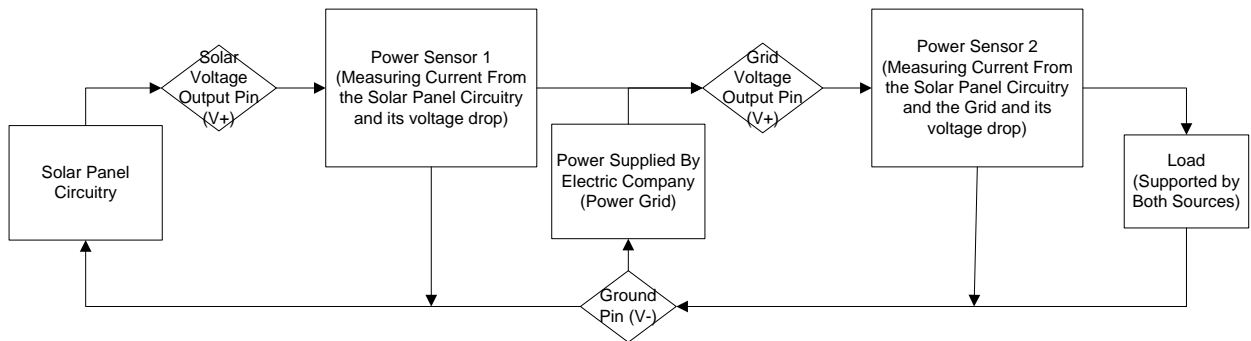 Solar
Voltage
Output Pin
(V+)
Power Sensor 1
(Measuring Current From
the Solar Panel Circuitry
and its voltage drop)
Grid
Voltage
Output Pin
(V+)
Power Sensor 2
(Measuring Current From
the Solar Panel Circuitry
and the Grid and its
voltage drop)
Solar Panel
Circuitry
Power Supplied By
Electric Company
(Power Grid)
Load
(Supported by
Both Sources)
Ground
Pin (V-)